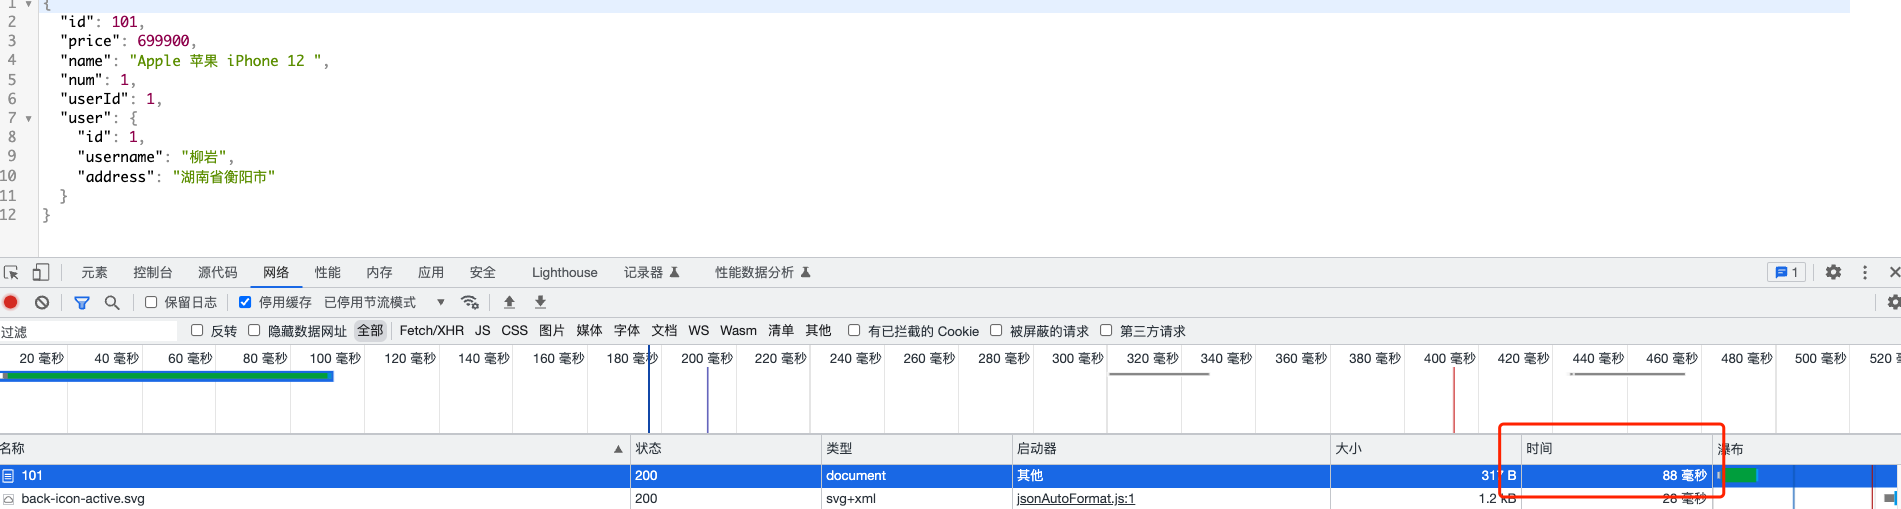 1 {
2 "id": 101,
3 "price": 699900,
4 "name": "Apple 苹果 iPhone 12 ",
5 "num": 1,
6 "userId": 1,
7 "user": {
8 "id": 1,
9 "username": "柳岩",
10 "address": "湖南省衡阳市"
11 }
12 }
元素 控制台 源代码 网络 性能 内存 应用 安全 Lighthouse 记录器 性能数据分析 1
保留日志 停用缓存 已停用节流模式
过滤 反转 隐藏数据网址 全部 Fetch/XHR JS CSS 图片 媒体 字体 文档 WS Wasm 清单 其他 有已拦截的 Cookie 被屏蔽的请求 第三方请求
20 毫秒 40 毫秒 60 毫秒 80 毫秒 100 毫秒 120 毫秒 140 毫秒 160 毫秒 180 毫秒 200 毫秒 220 毫秒 240 毫秒 260 毫秒 280 毫秒 300 毫秒 320 毫秒 340 毫秒 360 毫秒 380 毫秒 400 毫秒 420 毫秒 440 毫秒 460 毫秒 480 毫秒 500 毫秒 520
名称 状态 类型 启动器 大小 时间 瀑布
101 200 document 其他 317 B 88 毫秒
back-icon-active.svg 200 svg+xml jsonAutoFormat.js:1 1.2 kB 28 毫秒